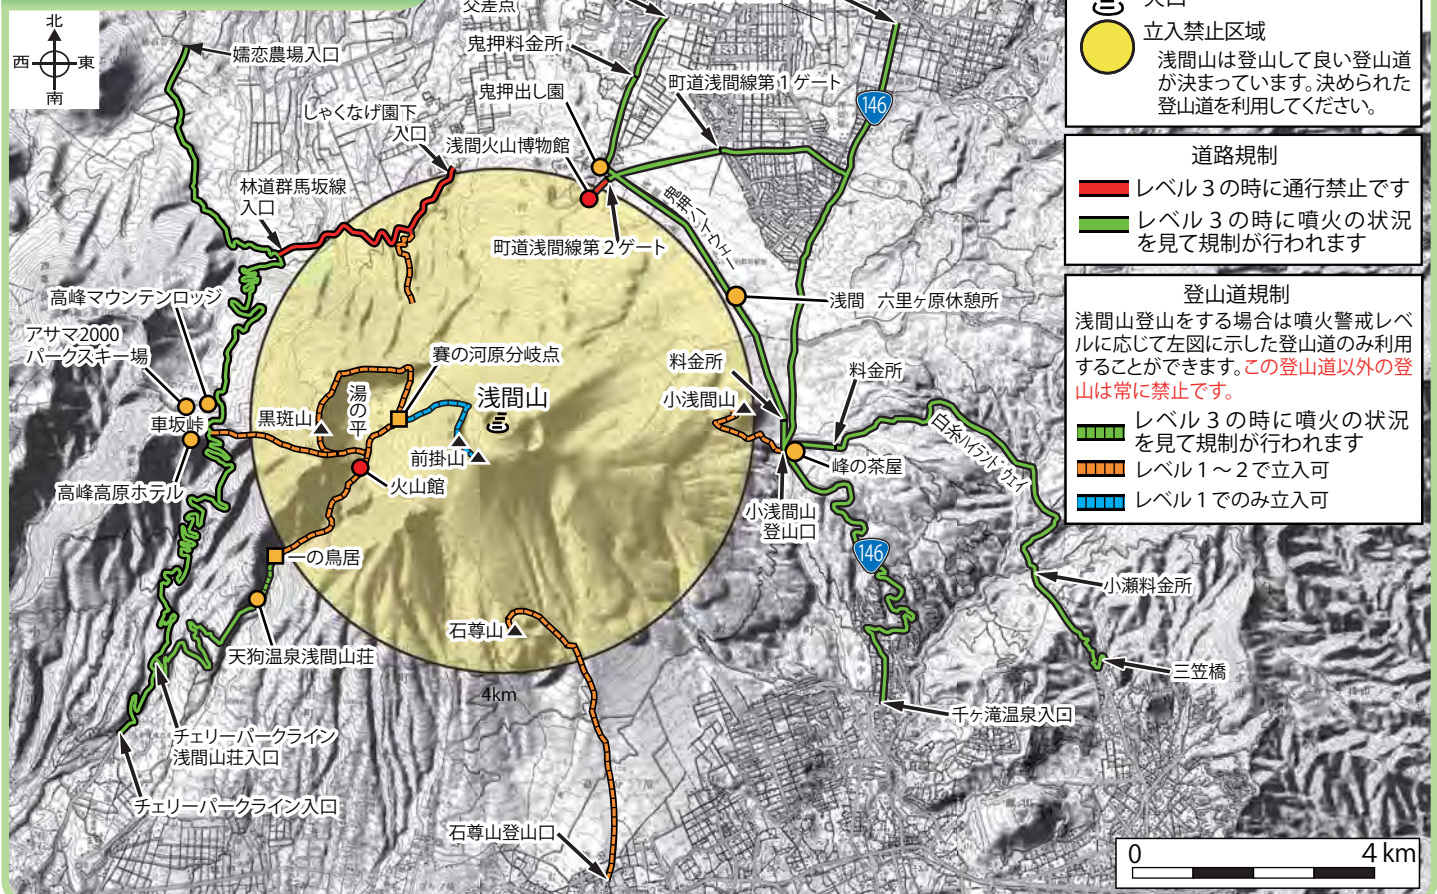 交差点
北
西
東
南
嬬恋農場入口
鬼押料金所
鬼押出し園
町道浅間線第１ゲート
146
しゃくなげ園下
入口
浅間火山博物館
林道群馬坂線
入口
町道浅間線第２ゲート
鬼押ハイウェー
高峰マウンテンロッジ
アサマ2000
パークスキー場
車坂峠
高峰高原ホテル
浅間 六里ヶ原休憩所
料金所
料金所
小浅間山
賽の河原分岐点
湯の平
黒斑山
浅間山
前掛山
火山館
白糸ハイランド・ウェイ
峰の茶屋
小浅間山
登山口
一の鳥居
146
小瀬料金所
石尊山
天狗温泉浅間山荘
三笠橋
4km
千ヶ滝温泉入口
チェリーパークライン
浅間山荘入口
チェリーパークライン入口
石尊山登山口
火口
立入禁止区域
浅間山は登山して良い登山道
が決まっています。決められた
登山道を利用してください。
道路規制
レベル３の時に通行禁止です
レベル３の時に噴火の状況
を見て規制が行われます
登山道規制
浅間山登山をする場合は噴火警戒レベ
ルに応じて左図に示した登山道のみ利用
することができます。この登山道以外の登
山は常に禁止です。
レベル３の時に噴火の状況
を見て規制が行われます
レベル１～２で立入可
レベル１でのみ立入可
0 4 km